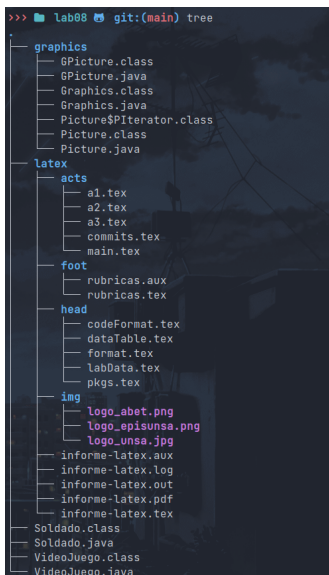 >>> lab08 git:(main) tree
.
├── graphics
│   ├── GPicture.class
│   ├── GPicture.java
│   ├── Graphics.class
│   ├── Graphics.java
│   ├── Picture$PIterator.class
│   ├── Picture.class
│   └── Picture.java
├── latex
│   ├── acts
│   │   ├── a1.tex
│   │   ├── a2.tex
│   │   ├── a3.tex
│   │   ├── commits.tex
│   │   └── main.tex
│   ├── foot
│   │   ├── rubricas.aux
│   │   └── rubricas.tex
│   ├── head
│   │   ├── codeFormat.tex
│   │   ├── dataTable.tex
│   │   ├── format.tex
│   │   ├── labData.tex
│   │   └── pkgs.tex
│   ├── img
│   │   ├── logo_abet.png
│   │   ├── logo_episunsa.png
│   │   └── logo_unsa.jpg
│   ├── informe-latex.aux
│   ├── informe-latex.log
│   ├── informe-latex.out
│   ├── informe-latex.pdf
│   └── informe-latex.tex
├── Soldado.class
├── Soldado.java
├── VideoJuego.class
└── VideoJuego.java